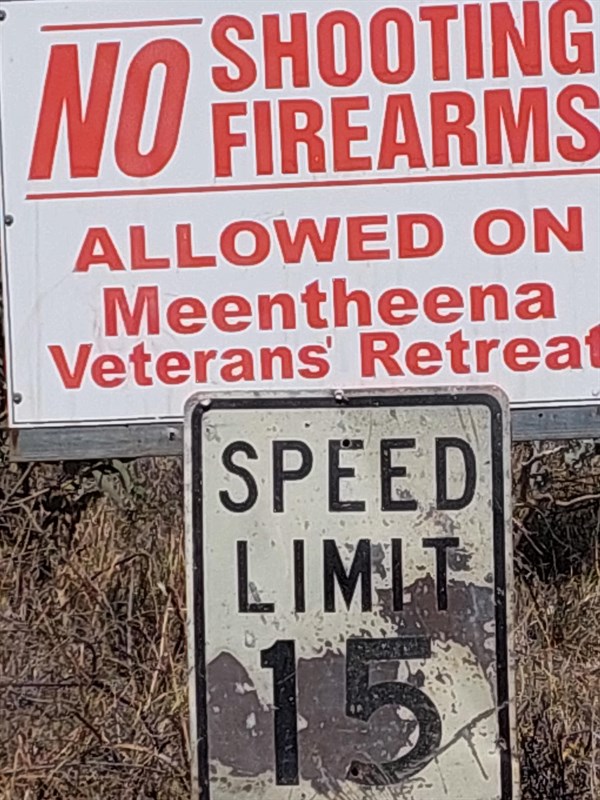 NO SHOOTING
FIREARMS
ALLOWED ON
Meentheena
Veterans' Retreat
SPEED
LIMIT
15